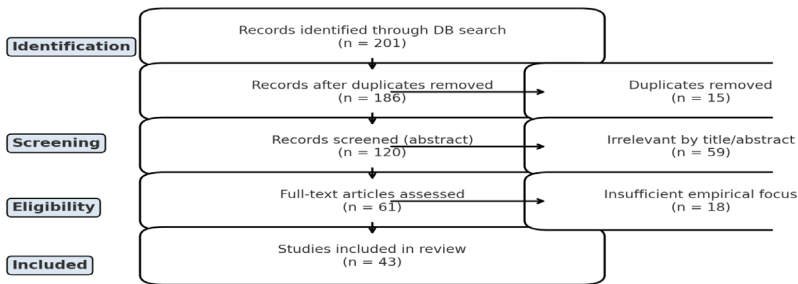 Identification
Records identified through DB search
(n = 201)
Records after duplicates removed
(n = 186)
Duplicates removed
(n = 15)
Screening
Records screened (abstract)
(n = 120)
Irrelevant by title/abstract
(n = 59)
Eligibility
Full-text articles assessed
(n = 61)
Insufficient empirical focus
(n = 18)
Included
Studies included in review
(n = 43)